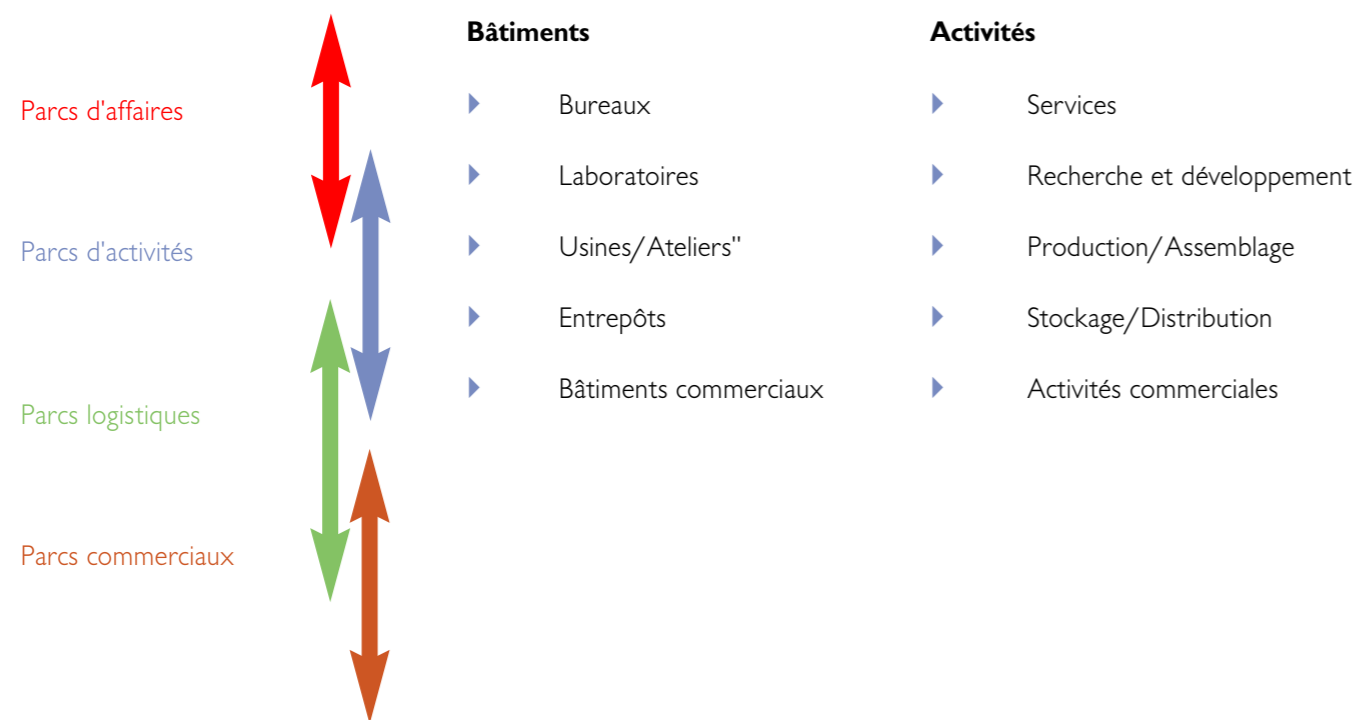 Bâtiments
Activités
Parcs d'affaires
Bureaux
Services
Laboratoires
Recherche et développement
Parcs d'activités
Usines/Ateliers"
Production/Assemblage
Entrepôts
Stockage/Distribution
Parcs logistiques
Bâtiments commerciaux
Activités commerciales
Parcs commerciaux